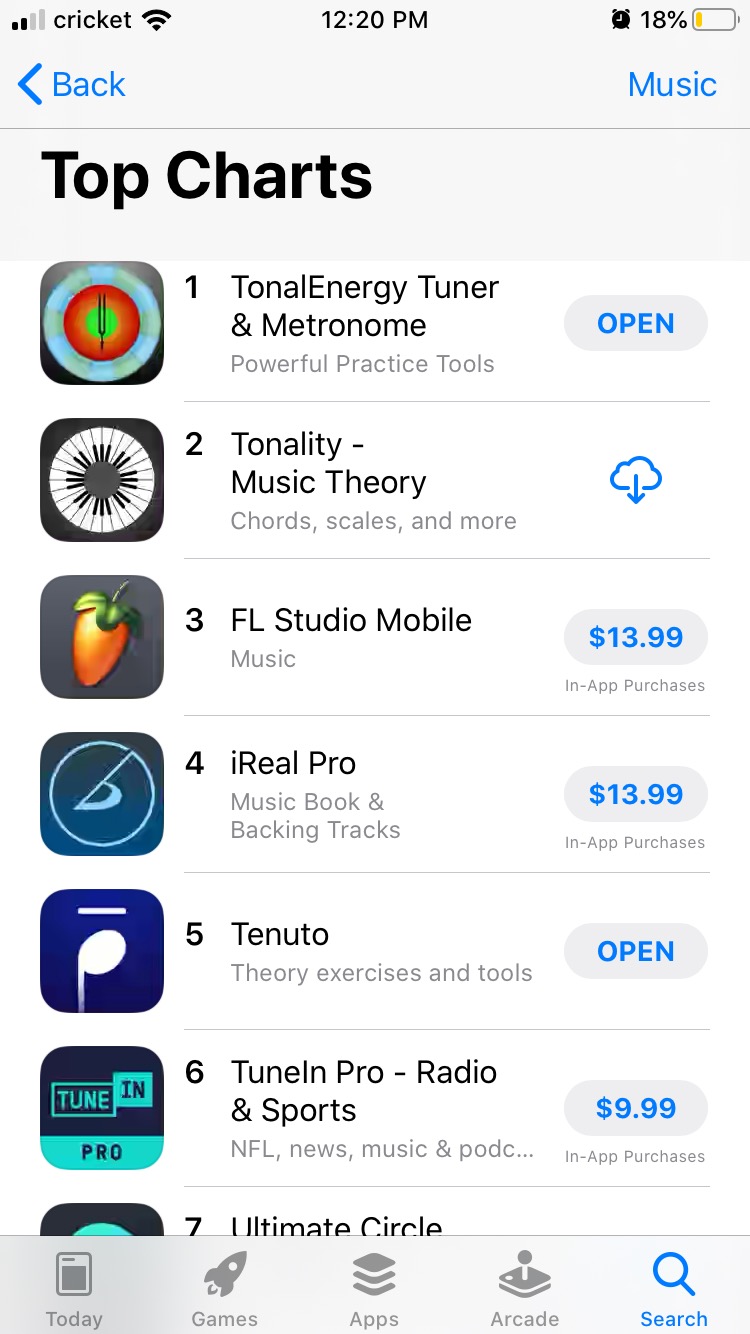 cricket 12:20 PM 18%
Back Music
Top Charts
1 TonalEnergy Tuner
& Metronome
Powerful Practice Tools
OPEN
2 Tonality -
Music Theory
Chords, scales, and more
3 FL Studio Mobile
Music
$13.99
In-App Purchases
4 iReal Pro
Music Book &
Backing Tracks
$13.99
In-App Purchases
5 Tenuto
Theory exercises and tools
OPEN
TUNE IN
PRO
6 TuneIn Pro - Radio
& Sports
NFL, news, music & podc...
$9.99
In-App Purchases
7 Ultimate Circle
Today Games Apps Arcade Search